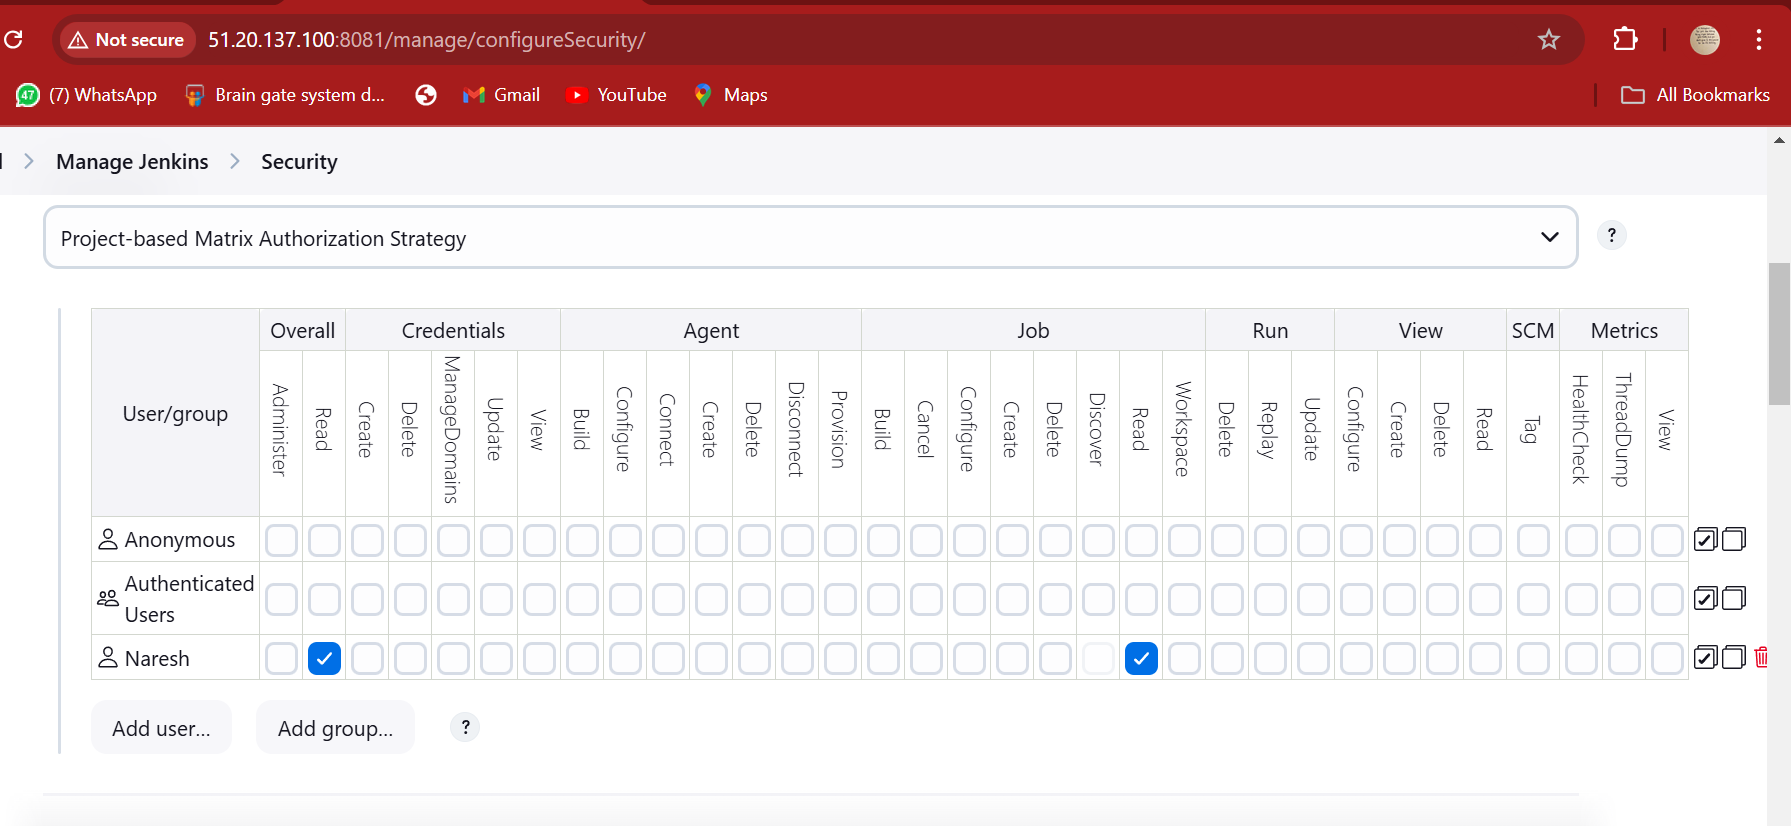 Not secure 51.20.137.100:8081/manage/configureSecurity/
47 (7) WhatsApp Brain gate system d... Gmail YouTube Maps All Bookmarks
Manage Jenkins Security
Project-based Matrix Authorization Strategy ?
User/group Overall Credentials Agent Job Run View SCM Metrics
Administer Read Create Delete ManageDomains Update View Build Configure Connect Create Delete Disconnect Provision Build Cancel Configure Create Delete Discover Read Workspace Delete Replay Update Configure Create Delete Read Tag HealthCheck ThreadDump View
Anonymous
Authenticated
Users
Naresh
Add user... Add group... ?